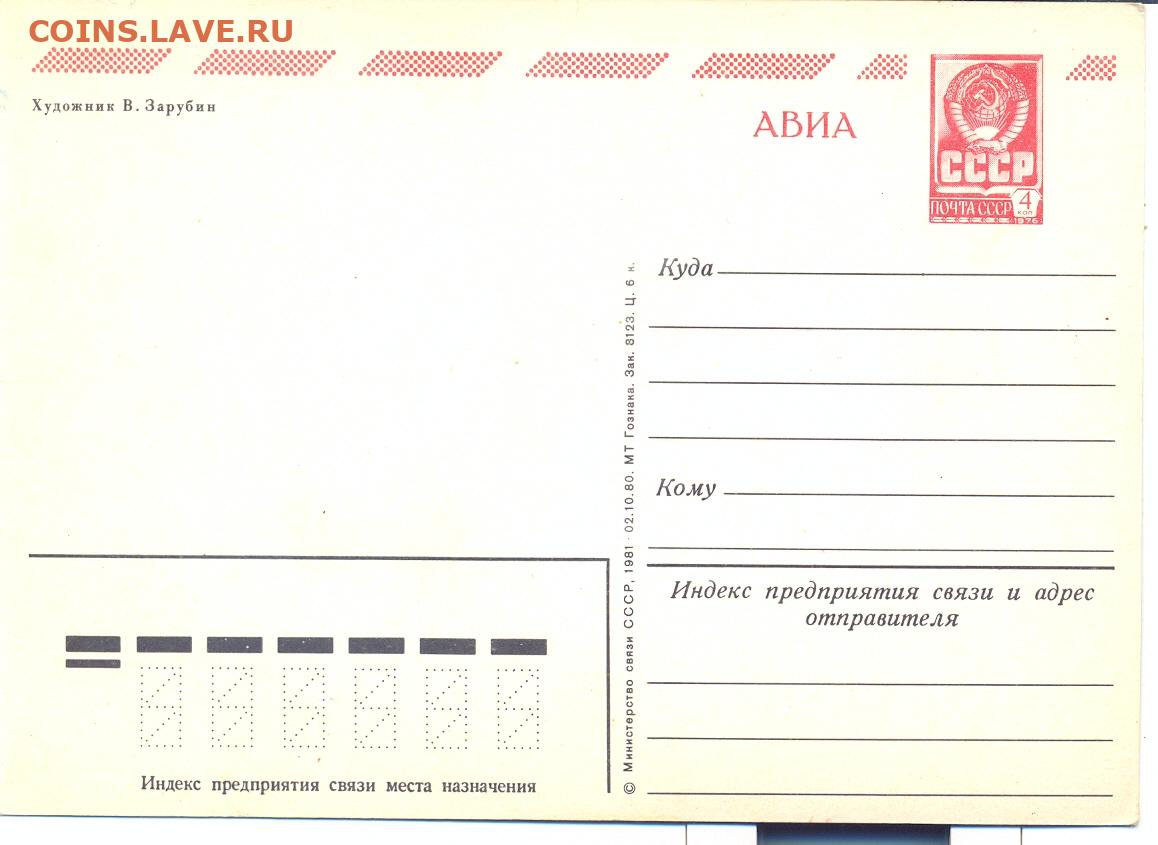 COINS.LAVE.RU
Художник В. Зарубин
АВИА
СССР
ПОЧТА СССР 4
КОП
1976
Куда
Кому
Индекс предприятия связи и адрес
отправителя
© Министерство связи СССР, 1981 · 02.10.80. МТ Гознака. Зак. 8123. Ц. 6 к.
Индекс предприятия связи места назначения